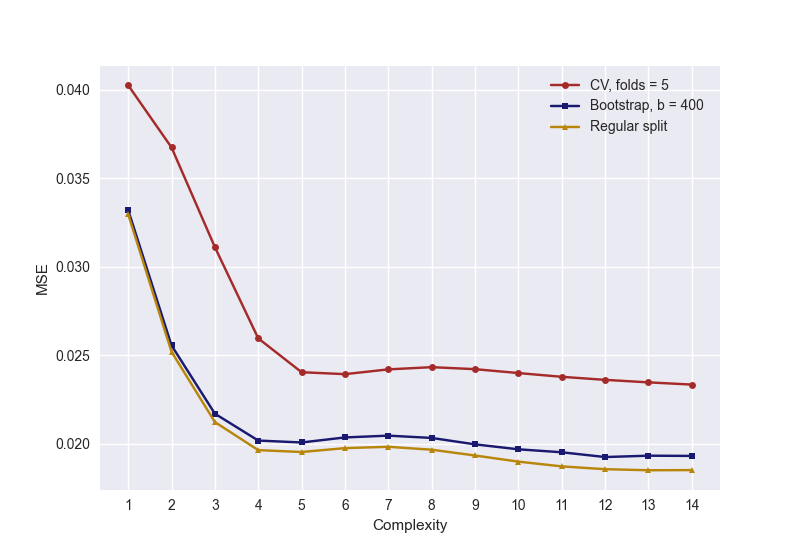 CV, folds = 5
Bootstrap, b = 400
Regular split
MSE
0.040
0.035
0.030
0.025
0.020
1 2 3 4 5 6 7 8 9 10 11 12 13 14
Complexity